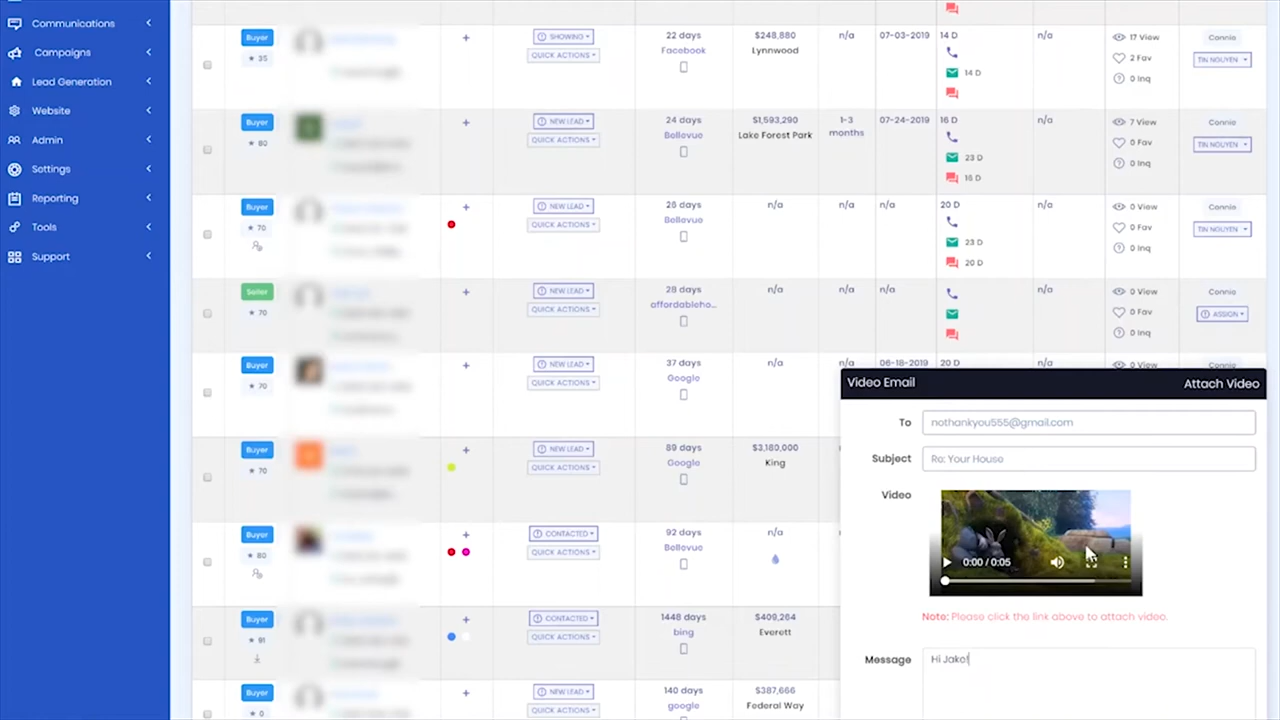 Communications
Campaigns
Lead Generation
Website
Admin
Settings
Reporting
Tools
Support
Buyer
★ 35
+
SHOWING
QUICK ACTIONS
22 days
Facebook
$248,880
Lynnwood
n/a
07-03-2019
14 D
14 D
n/a
17 View
2 Fav
0 Inq
Connie
TIN NGUYEN
Buyer
★ 80
+
NEW LEAD
QUICK ACTIONS
24 days
Bellevue
$1,593,290
Lake Forest Park
1-3
months
07-24-2019
16 D
23 D
16 D
n/a
7 View
0 Fav
0 Inq
Connie
TIN NGUYEN
Buyer
★ 70
+
NEW LEAD
QUICK ACTIONS
26 days
Bellevue
n/a
n/a
n/a
20 D
23 D
20 D
n/a
0 View
0 Fav
0 Inq
Connie
TIN NGUYEN
Seller
★ 70
+
NEW LEAD
QUICK ACTIONS
28 days
affordableho...
n/a
n/a
n/a
n/a
0 View
0 Fav
0 Inq
Connie
ASSIGN
Buyer
★ 70
+
NEW LEAD
QUICK ACTIONS
37 days
Google
n/a
n/a
06-18-2019
20 D
n/a
0 View
Connie
Buyer
★ 70
+
NEW LEAD
QUICK ACTIONS
89 days
Google
$3,180,000
King
Buyer
★ 80
+
CONTACTED
QUICK ACTIONS
92 days
Bellevue
n/a
Buyer
★ 91
+
CONTACTED
QUICK ACTIONS
1448 days
bing
$409,264
Everett
Buyer
★ 0
+
NEW LEAD
QUICK ACTIONS
140 days
google
$387,666
Federal Way
Video Email
Attach Video
To
nothankyou555@gmail.com
Subject
Re: Your House
Video
0:00 / 0:05
Note: Please click the link above to attach video.
Message
Hi Jake!